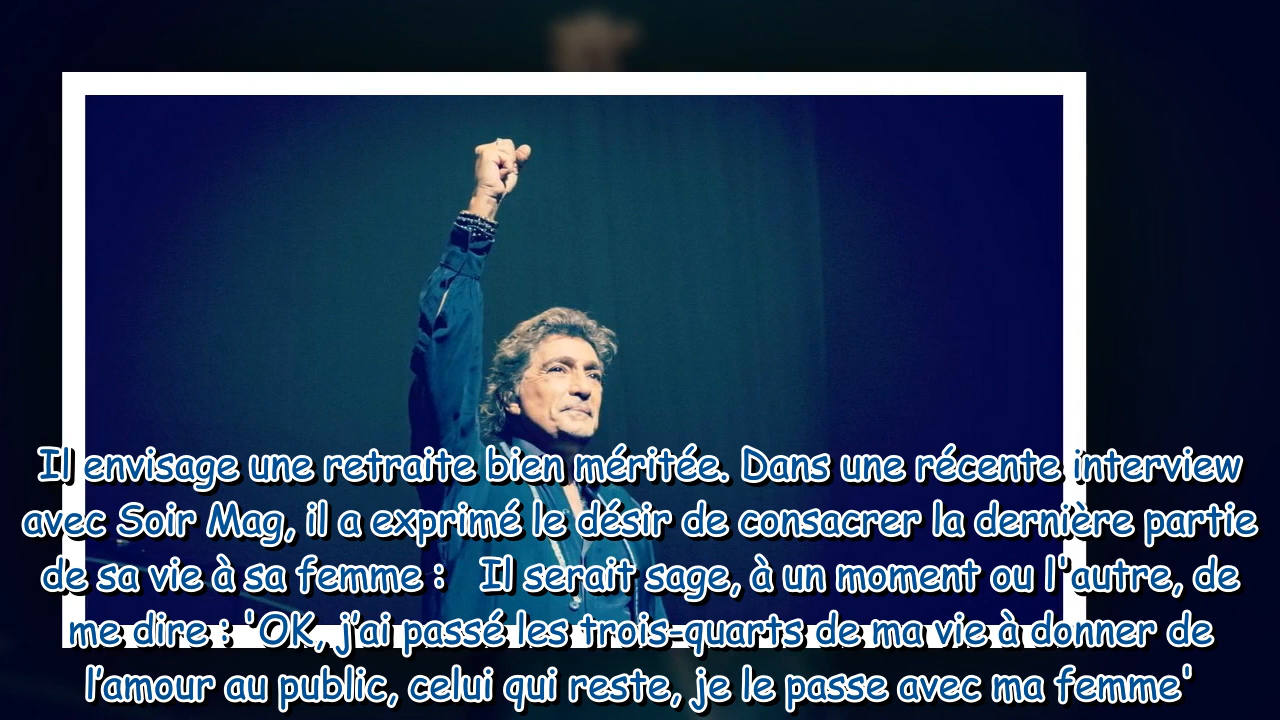 Il envisage une retraite bien méritée. Dans une récente interview
avec Soir Mag, il a exprimé le désir de consacrer la dernière partie
de sa vie à sa femme : Il serait sage, à un moment ou l'autre, de
me dire : 'OK, j’ai passé les trois-quarts de ma vie à donner de
l’amour au public, celui qui reste, je le passe avec ma femme'